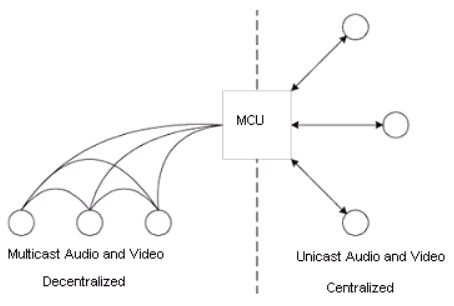 MCU
Multicast Audio and Video
Decentralized
Unicast Audio and Video
Centralized